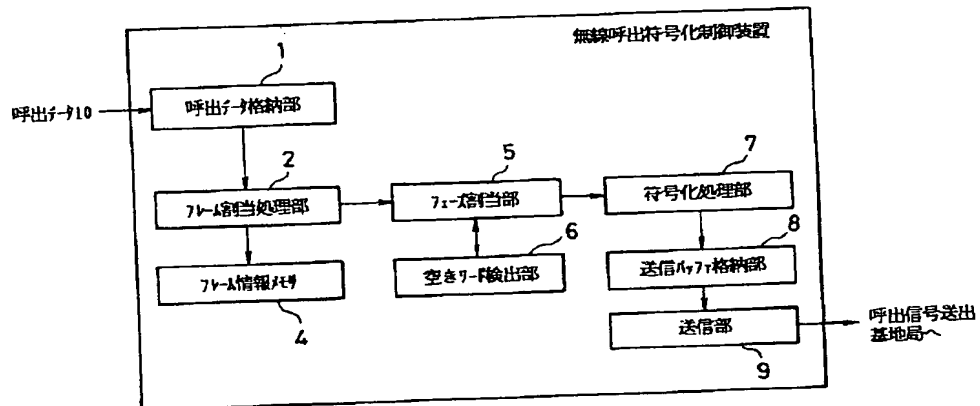 無線呼出符号化制御装置
1
呼出データ10
呼出データ格納部
2
5
7
フレーム割当処理部
フェーズ割当部
符号化処理部
6
8
フレーム情報メモリ
空きワード検出部
送信バッファ格納部
4
送信部
呼出信号送出
基地局へ
9